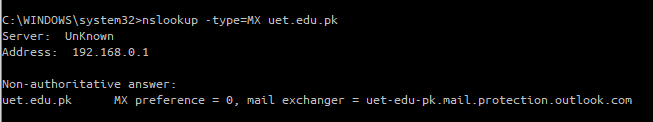 C:\WINDOWS\system32>nslookup -type=MX uet.edu.pk
Server:  UnKnown
Address:  192.168.0.1
Non-authoritative answer:
uet.edu.pk      MX preference = 0, mail exchanger = uet-edu-pk.mail.protection.outlook.com